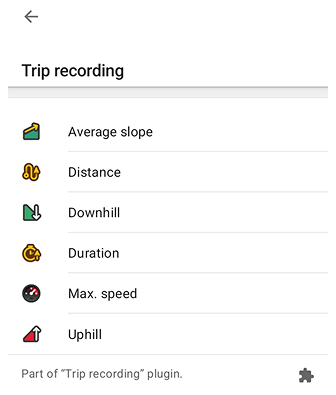 Trip recording
Average slope
Distance
Downhill
Duration
Max. speed
Uphill
Part of “Trip recording” plugin.